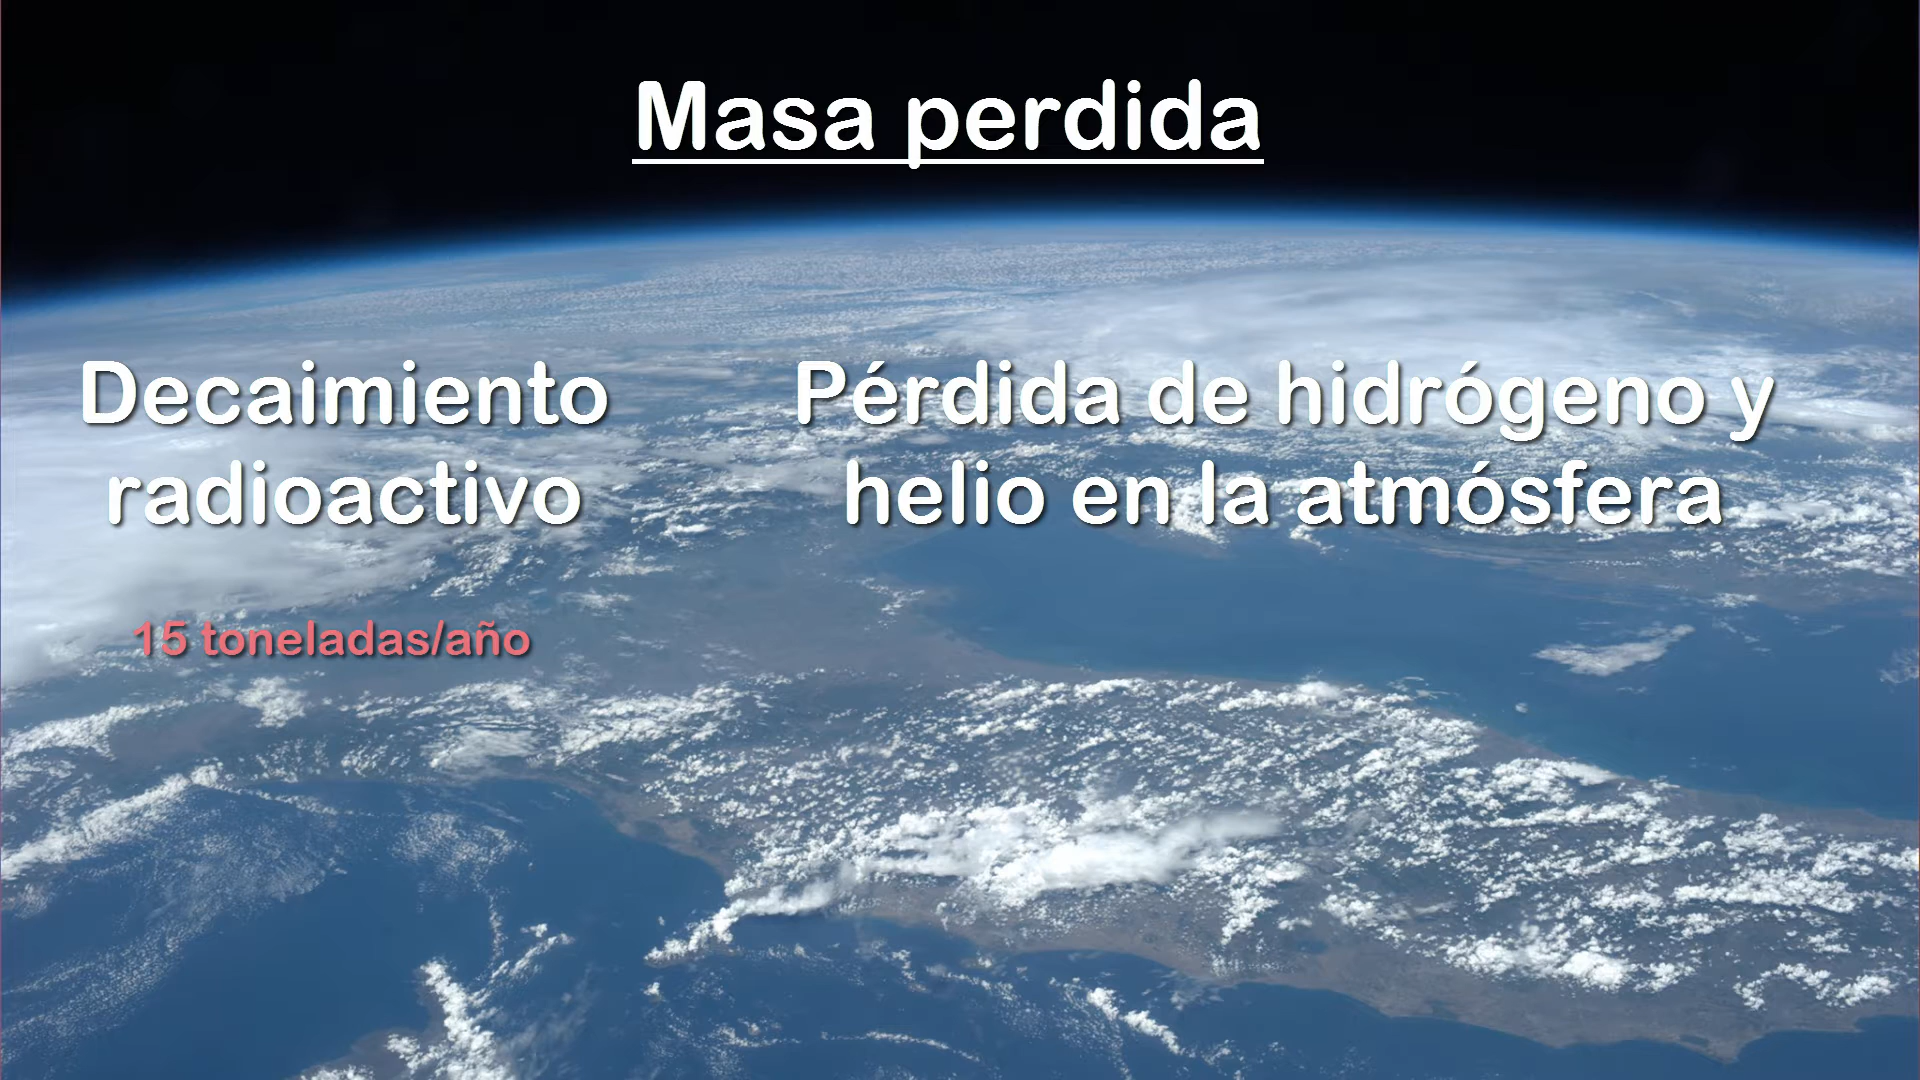 Masa perdida
Decaimiento
radioactivo
15 toneladas/año
Pérdida de hidrógeno y
helio en la atmósfera